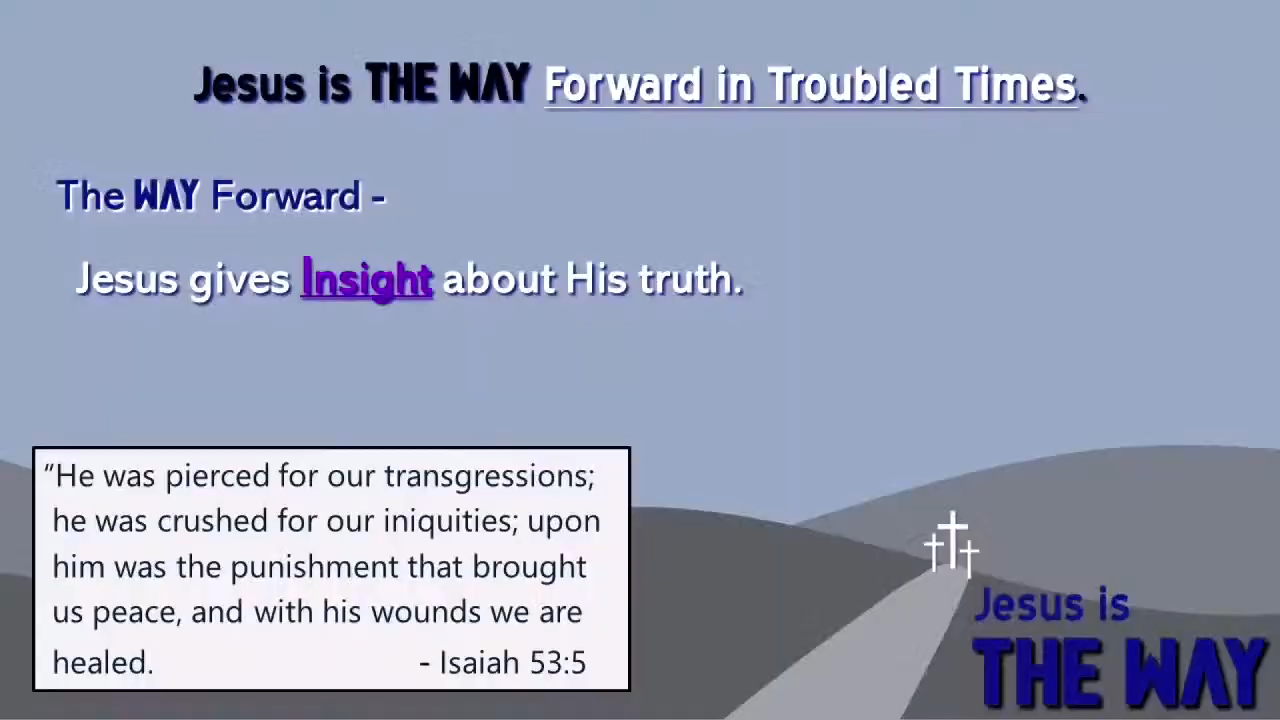 Jesus is THE WAY Forward in Troubled Times.
The WAY Forward -
Jesus gives Insight about His truth.
“He was pierced for our transgressions;
he was crushed for our iniquities; upon
him was the punishment that brought
us peace, and with his wounds we are
healed. - Isaiah 53:5
Jesus is
THE WAY